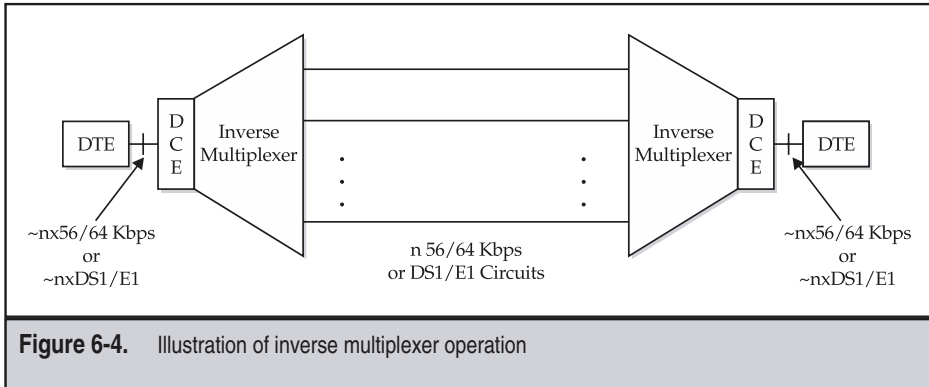 DTE
D
C
E
Inverse
Multiplexer
Inverse
Multiplexer
D
C
E
DTE
~nx56/64 Kbps
or
~nxDS1/E1
n 56/64 Kbps
or DS1/E1 Circuits
~nx56/64 Kbps
or
~nxDS1/E1
Figure 6-4. Illustration of inverse multiplexer operation